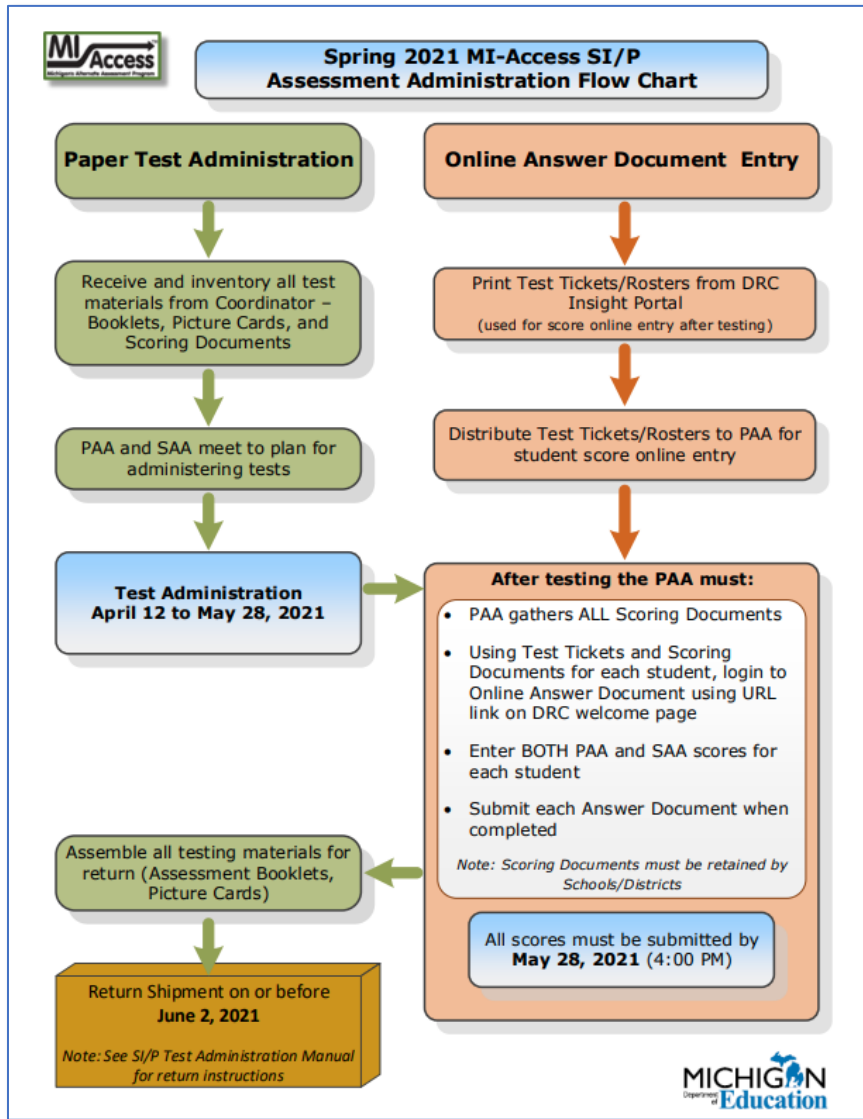 MI
Access
Michigan's Alternate Assessment Program
Spring 2021 MI-Access SI/P
Assessment Administration Flow Chart
Paper Test Administration
Receive and inventory all test
materials from Coordinator –
Booklets, Picture Cards, and
Scoring Documents
PAA and SAA meet to plan for
administering tests
Test Administration
April 12 to May 28, 2021
Online Answer Document Entry
Print Test Tickets/Rosters from DRC
Insight Portal
(used for score online entry after testing)
Distribute Test Tickets/Rosters to PAA for
student score online entry
After testing the PAA must:
• PAA gathers ALL Scoring Documents
• Using Test Tickets and Scoring
Documents for each student, login to
Online Answer Document using URL
link on DRC welcome page
• Enter BOTH PAA and SAA scores for
each student
• Submit each Answer Document when
completed
Note: Scoring Documents must be retained by
Schools/Districts
All scores must be submitted by
May 28, 2021 (4:00 PM)
Assemble all testing materials for
return (Assessment Booklets,
Picture Cards)
Return Shipment on or before
June 2, 2021
Note: See SI/P Test Administration Manual
for return instructions
MICHIGAN
Department of Education